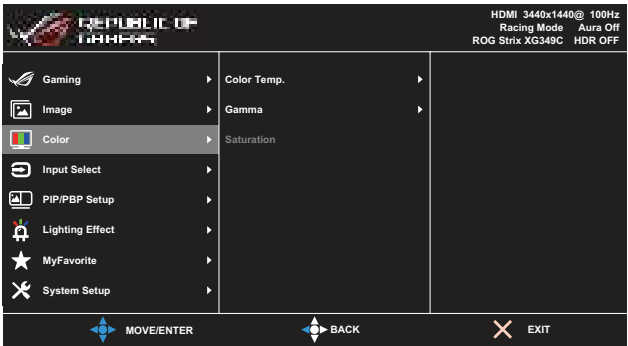 REPUBLIC OF
GAMERS
HDMI 3440x1440@ 100Hz
Racing Mode Aura Off
ROG Strix XG349C HDR OFF
Gaming
Color Temp.
Image
Gamma
Color
Saturation
Input Select
PIP/PBP Setup
Lighting Effect
MyFavorite
System Setup
MOVE/ENTER
BACK
EXIT